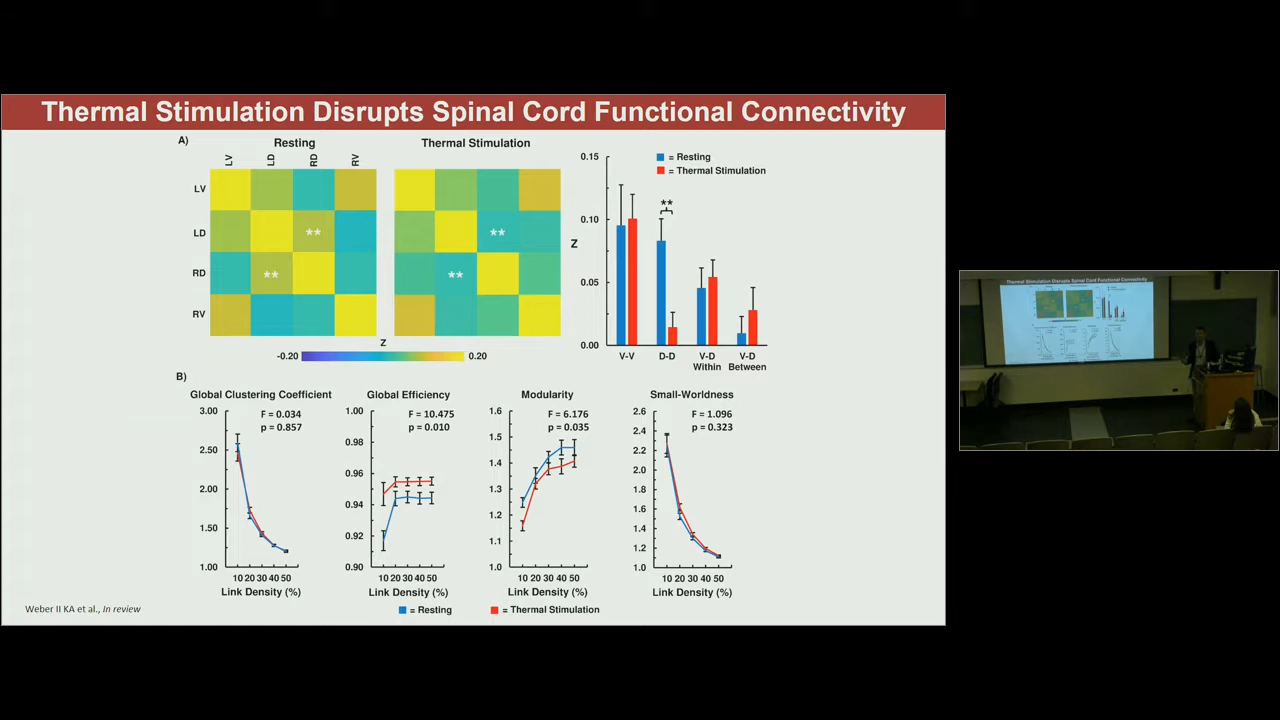 Thermal Stimulation Disrupts Spinal Cord Functional Connectivity
A)
Resting
Thermal Stimulation
LV LD RD RV
LV
LD
RD
RV
**
**
**
**
Z
-0.20
0.20
0.15
0.10
0.05
0.00
Z
= Resting
= Thermal Stimulation
**
V-V
D-D
V-D Within
V-D Between
B)
Global Clustering Coefficient
F = 0.034
p = 0.857
3.00
2.50
2.00
1.50
1.00
10 20 30 40 50
Link Density (%)
Global Efficiency
F = 10.475
p = 0.010
1.00
0.98
0.96
0.94
0.92
0.90
10 20 30 40 50
Link Density (%)
Modularity
F = 6.176
p = 0.035
1.6
1.5
1.4
1.3
1.2
1.1
1.0
10 20 30 40 50
Link Density (%)
Small-Worldness
F = 1.096
p = 0.323
2.6
2.4
2.2
2.0
1.8
1.6
1.4
1.2
1.0
10 20 30 40 50
Link Density (%)
= Resting
= Thermal Stimulation
Weber II KA et al., In review
Thermal Stimulation Disrupts Spinal Cord Functional Connectivity